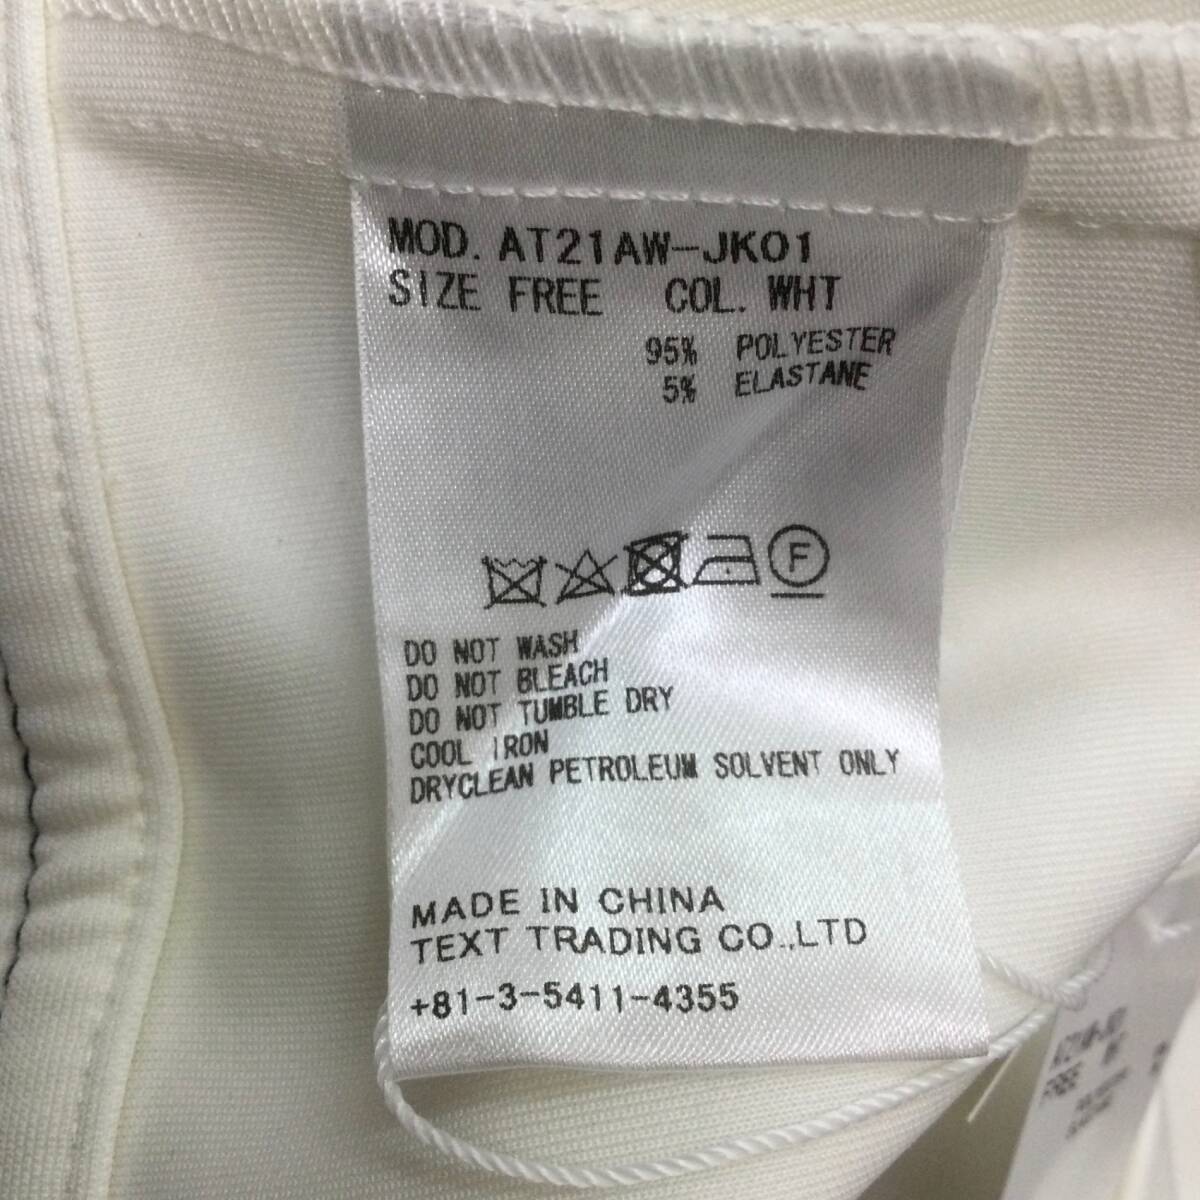 MOD. AT21AW-JK01
SIZE FREE COL. WHT
95% POLYESTER
5% ELASTANE
F
DO NOT WASH
DO NOT BLEACH
DO NOT TUMBLE DRY
COOL IRON
DRYCLEAN PETROLEUM SOLVENT ONLY
MADE IN CHINA
TEXT TRADING CO.,LTD
+81-3-5411-4355
FREE